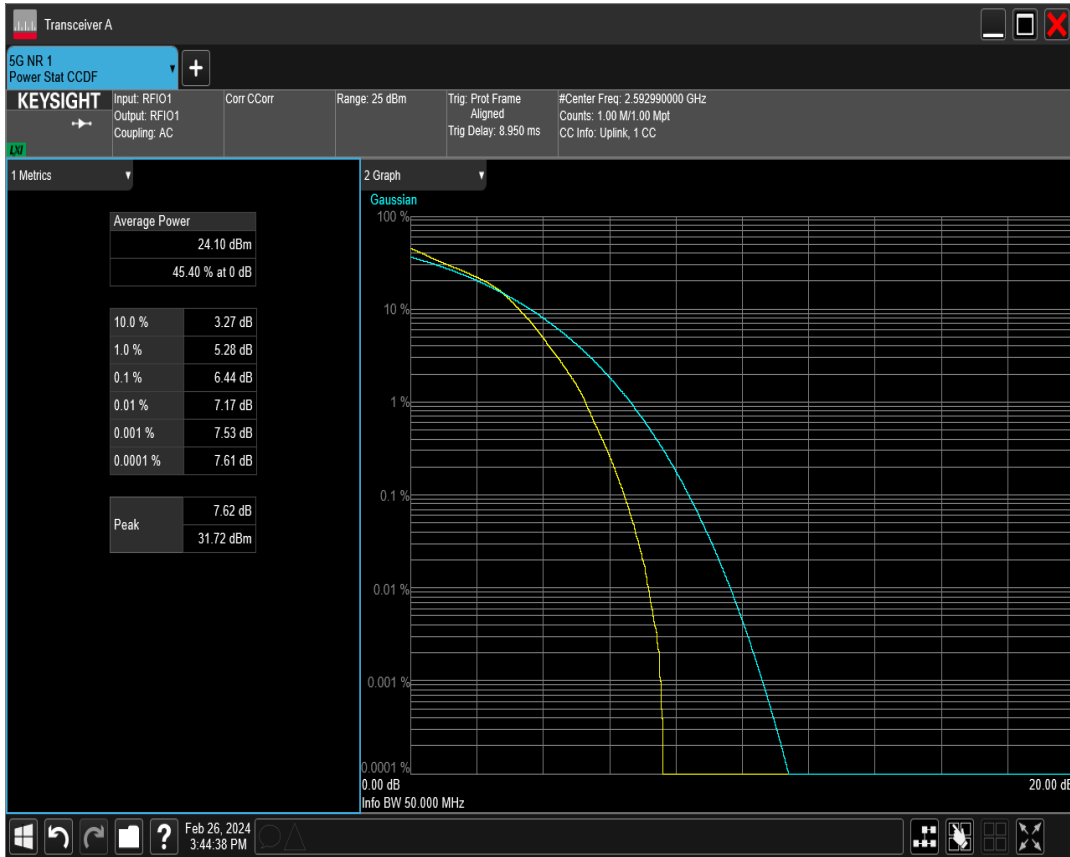 Transceiver A
5G NR 1
Power Stat CCDF
+
KEYSIGHT
LXI
Input: RFIO1
Output: RFIO1
Coupling: AC
Corr CCorr
Range: 25 dBm
Trig: Prot Frame
Aligned
Trig Delay: 8.950 ms
#Center Freq: 2.592990000 GHz
Counts: 1.00 M/1.00 Mpt
CC Info: Uplink, 1 CC
1 Metrics
Average Power
24.10 dBm
45.40 % at 0 dB
10.0 % 3.27 dB
1.0 % 5.28 dB
0.1 % 6.44 dB
0.01 % 7.17 dB
0.001 % 7.53 dB
0.0001 % 7.61 dB
Peak 7.62 dB
31.72 dBm
2 Graph
Gaussian
100 %
10 %
1 %
0.1 %
0.01 %
0.001 %
0.0001 %
0.00 dB 20.00 dB
Info BW 50.000 MHz
?
Feb 26, 2024
3:44:38 PM